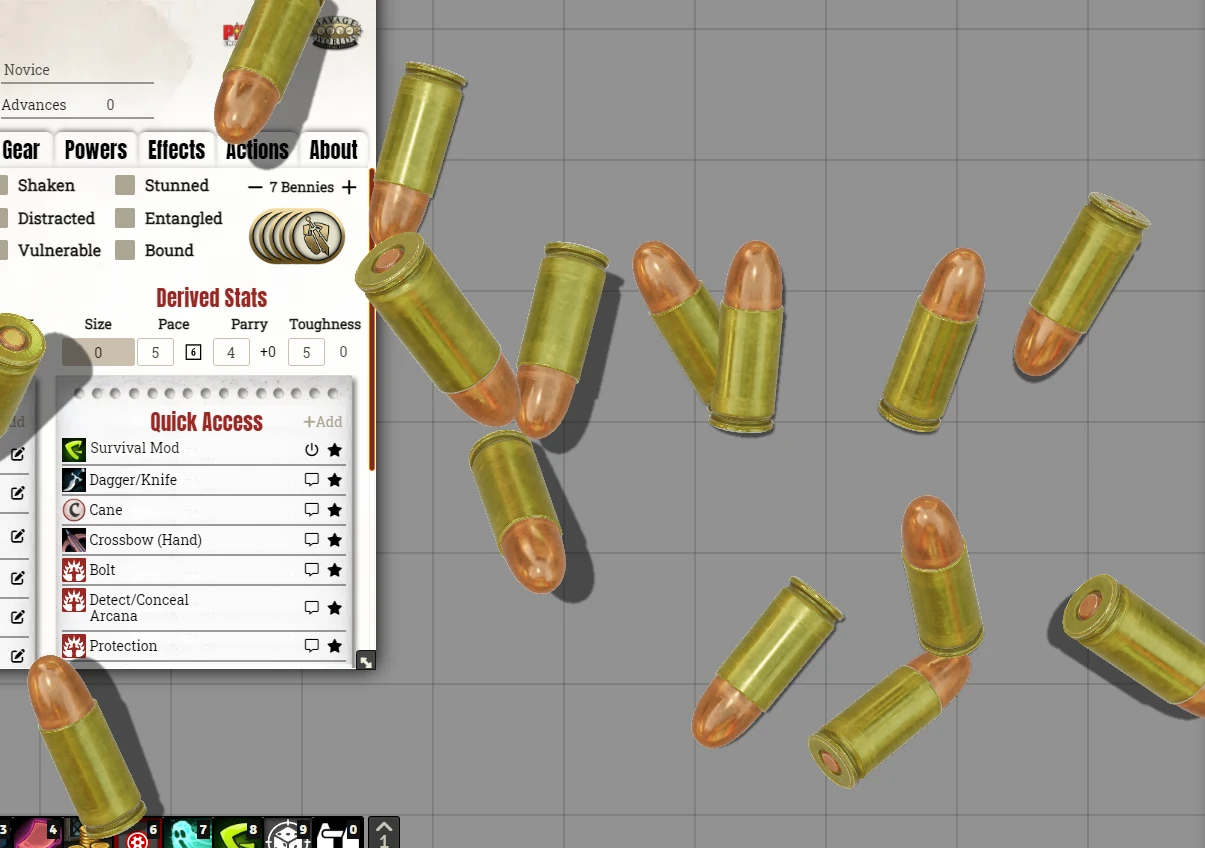 SAVAGE
WORLDS
Novice
Advances 0
Gear Powers Effects Actions About
Shaken Stunned — 7 Bennies +
Distracted Entangled
Vulnerable Bound
Derived Stats
Size Pace Parry Toughness
0 5 6 4 +0 5 0
Quick Access +Add
Survival Mod
Dagger/Knife
C Cane
Crossbow (Hand)
Bolt
Detect/Conceal
Arcana
Protection
3 4 6 7 8 9 0
1